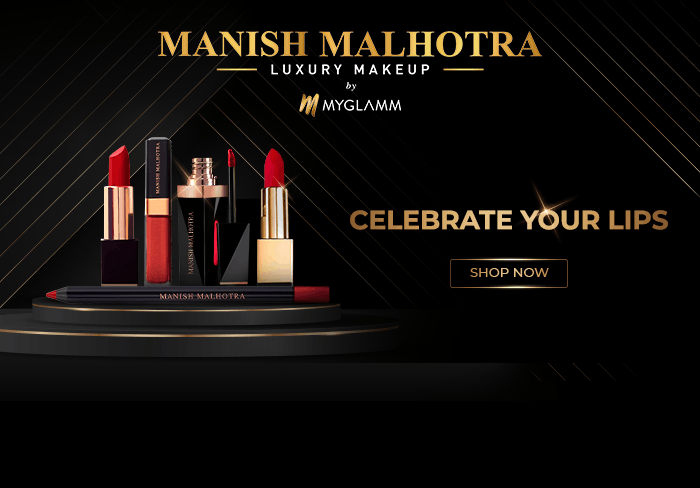 MANISH MALHOTRA
LUXURY MAKEUP
by
MYGLAMM
MANISH MALHOTRA
MANISH MALHOTRA
CELEBRATE YOUR LIPS
SHOP NOW
MANISH MALHOTRA